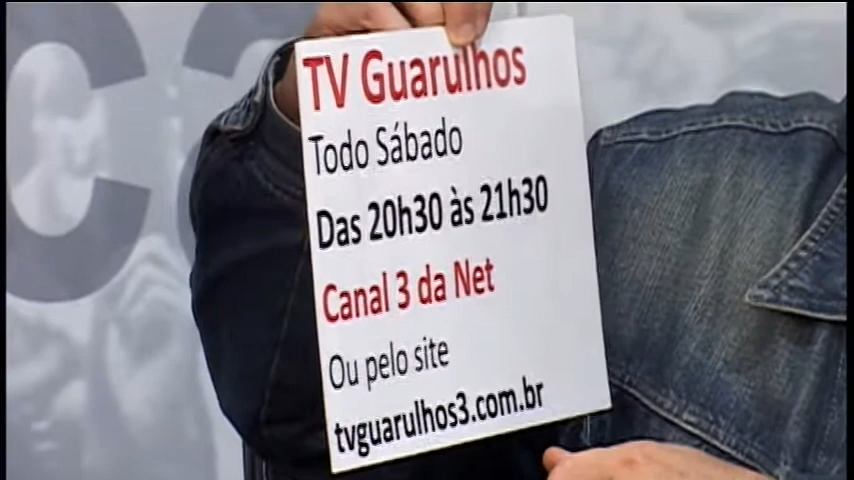 TV Guarulhos
Todo Sábado
Das 20h30 às 21h30
Canal 3 da Net
Ou pelo site
tvguarulhos3.com.br